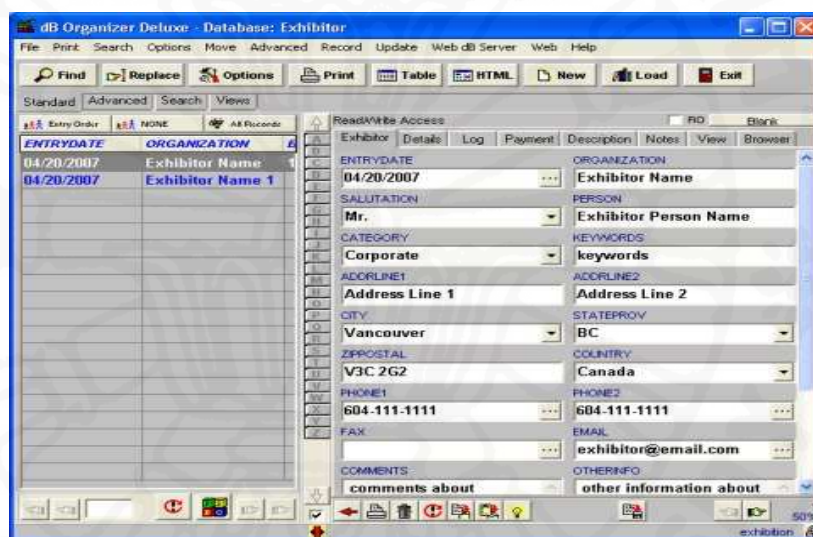 dB Organizer Deluxe - Database: Exhibitor
File Print Search Options Move Advanced Record Update Web dB Server Web Help
Find Replace Options Print Table HTML New Load Exit
Standard Advanced Search Views
Entry Order NONE All Records ReadWrite Access RO Blank
Exhibitor Details Log Payment Description Notes View Browser
ENTRYDATE ORGANIZATION
04/20/2007 Exhibitor Name 1
04/20/2007 Exhibitor Name 1
ENTRYDATE ORGANIZATION
04/20/2007 ... Exhibitor Name
SALUTATION PERSON
Mr. Exhibitor Person Name
CATEGORY KEYWORDS
Corporate keywords
ADDRLINE1 ADDRLINE2
Address Line 1 Address Line 2
CITY STATEPROV
Vancouver BC
ZIPPOSTAL COUNTRY
V3C 2G2 Canada
PHONE1 PHONE2
604-111-1111 ... 604-111-1111 ...
FAX EMAIL
... exhibitor@email.com ...
COMMENTS OTHERINFO
comments about other information about
50%
exhibition